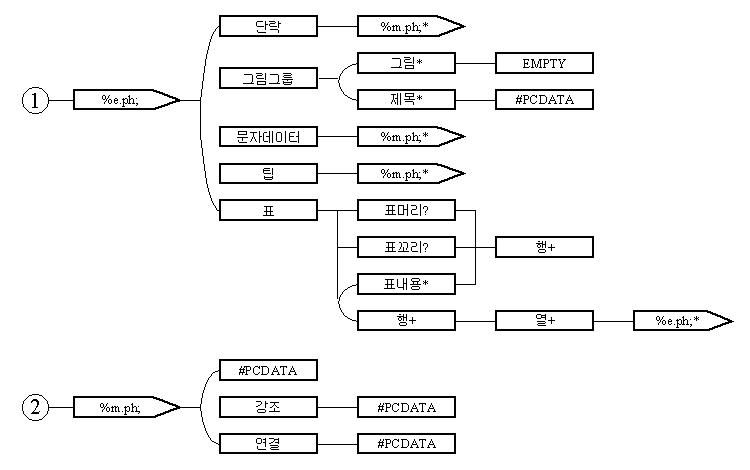 단락 %m.ph;*
그림* EMPTY
그림그룹
① %e.ph; 제목* #PCDATA
문자데이터 %m.ph;*
팁 %m.ph;*
표 표머리?
표꼬리? 행+
표내용*
행+ 열+ %e.ph;*
#PCDATA
② %m.ph; 강조 #PCDATA
연결 #PCDATA